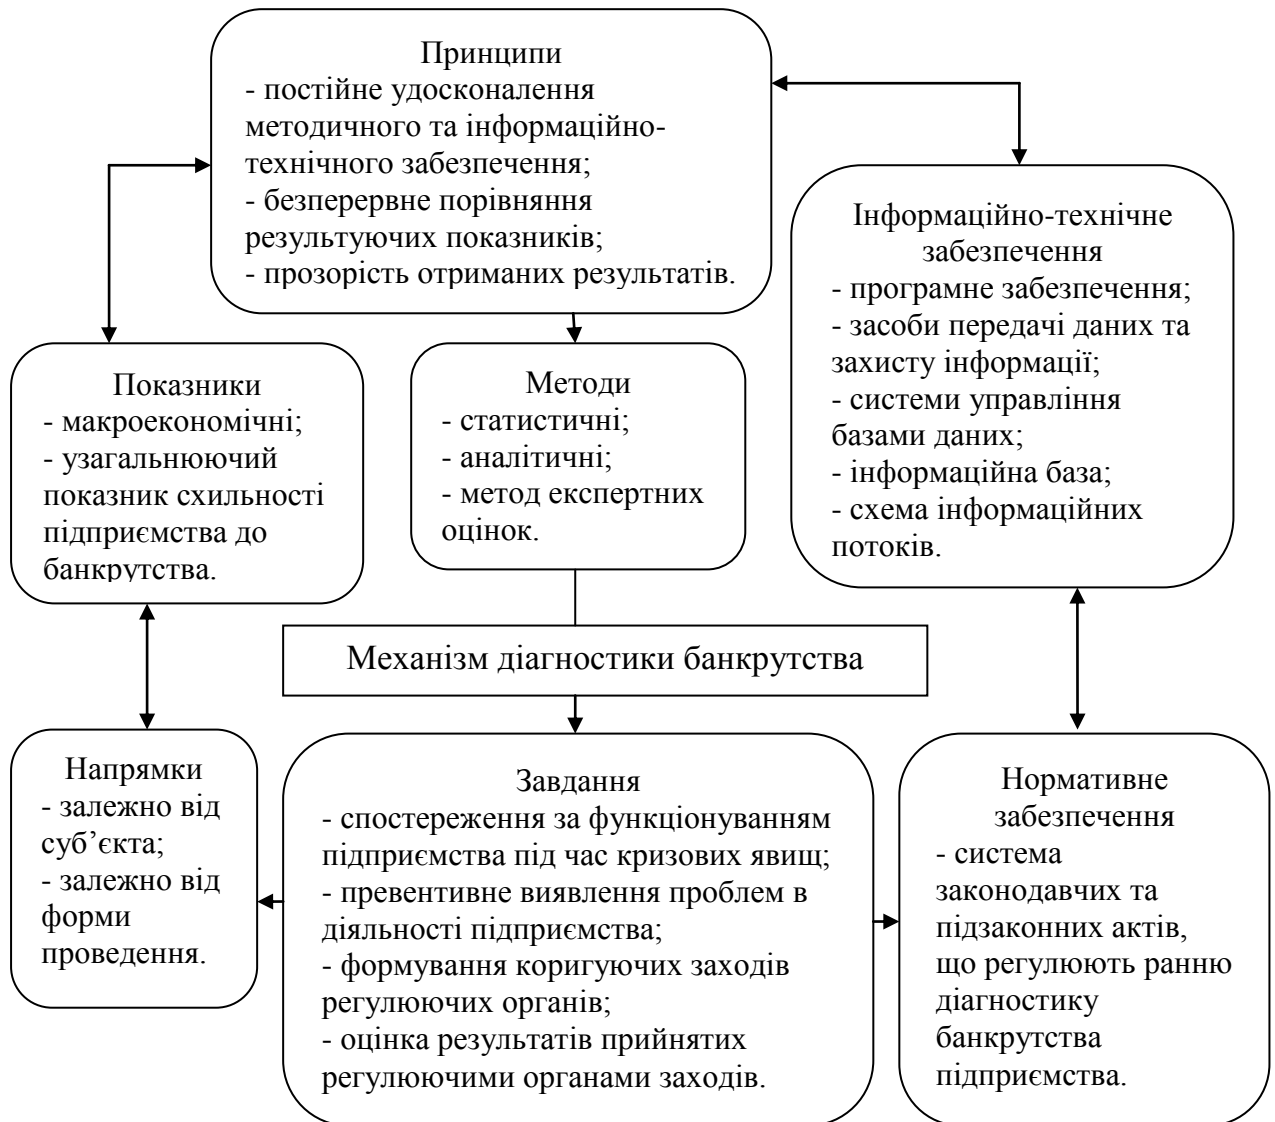 Принципи
- постійне удосконалення
методичного та інформаційно-
технічного забезпечення;
- безперервне порівняння
результуючих показників;
- прозорість отриманих результатів.
Інформаційно-технічне
забезпечення
- програмне забезпечення;
- засоби передачі даних та
захисту інформації;
- системи управління
базами даних;
- інформаційна база;
- схема інформаційних
потоків.
Показники
- макроекономічні;
- узагальнюючий
показник схильності
підприємства до
банкрутства.
Методи
- статистичні;
- аналітичні;
- метод експертних
оцінок.
Механізм діагностики банкрутства
Напрямки
- залежно від
суб’єкта;
- залежно від
форми
проведення.
Завдання
- спостереження за функціонуванням
підприємства під час кризових явищ;
- превентивне виявлення проблем в
діяльності підприємства;
- формування коригуючих заходів
регулюючих органів;
- оцінка результатів прийнятих
регулюючими органами заходів.
Нормативне
забезпечення
- система
законодавчих та
підзаконних актів,
що регулюють ранню
діагностику
банкрутства
підприємства.